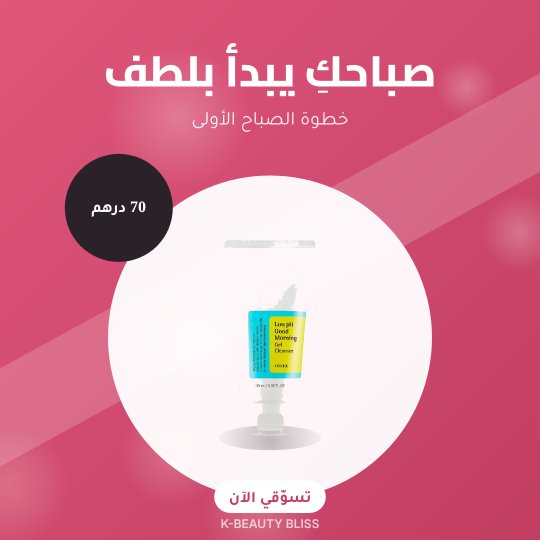 صباحكِ يبدأ بلطف
خطوة الصباح الأولى
70 درهم
Low pH
Good
Morning
Gel
Cleanser
COSRX
تسوّقي الآن
K-BEAUTY BLISS